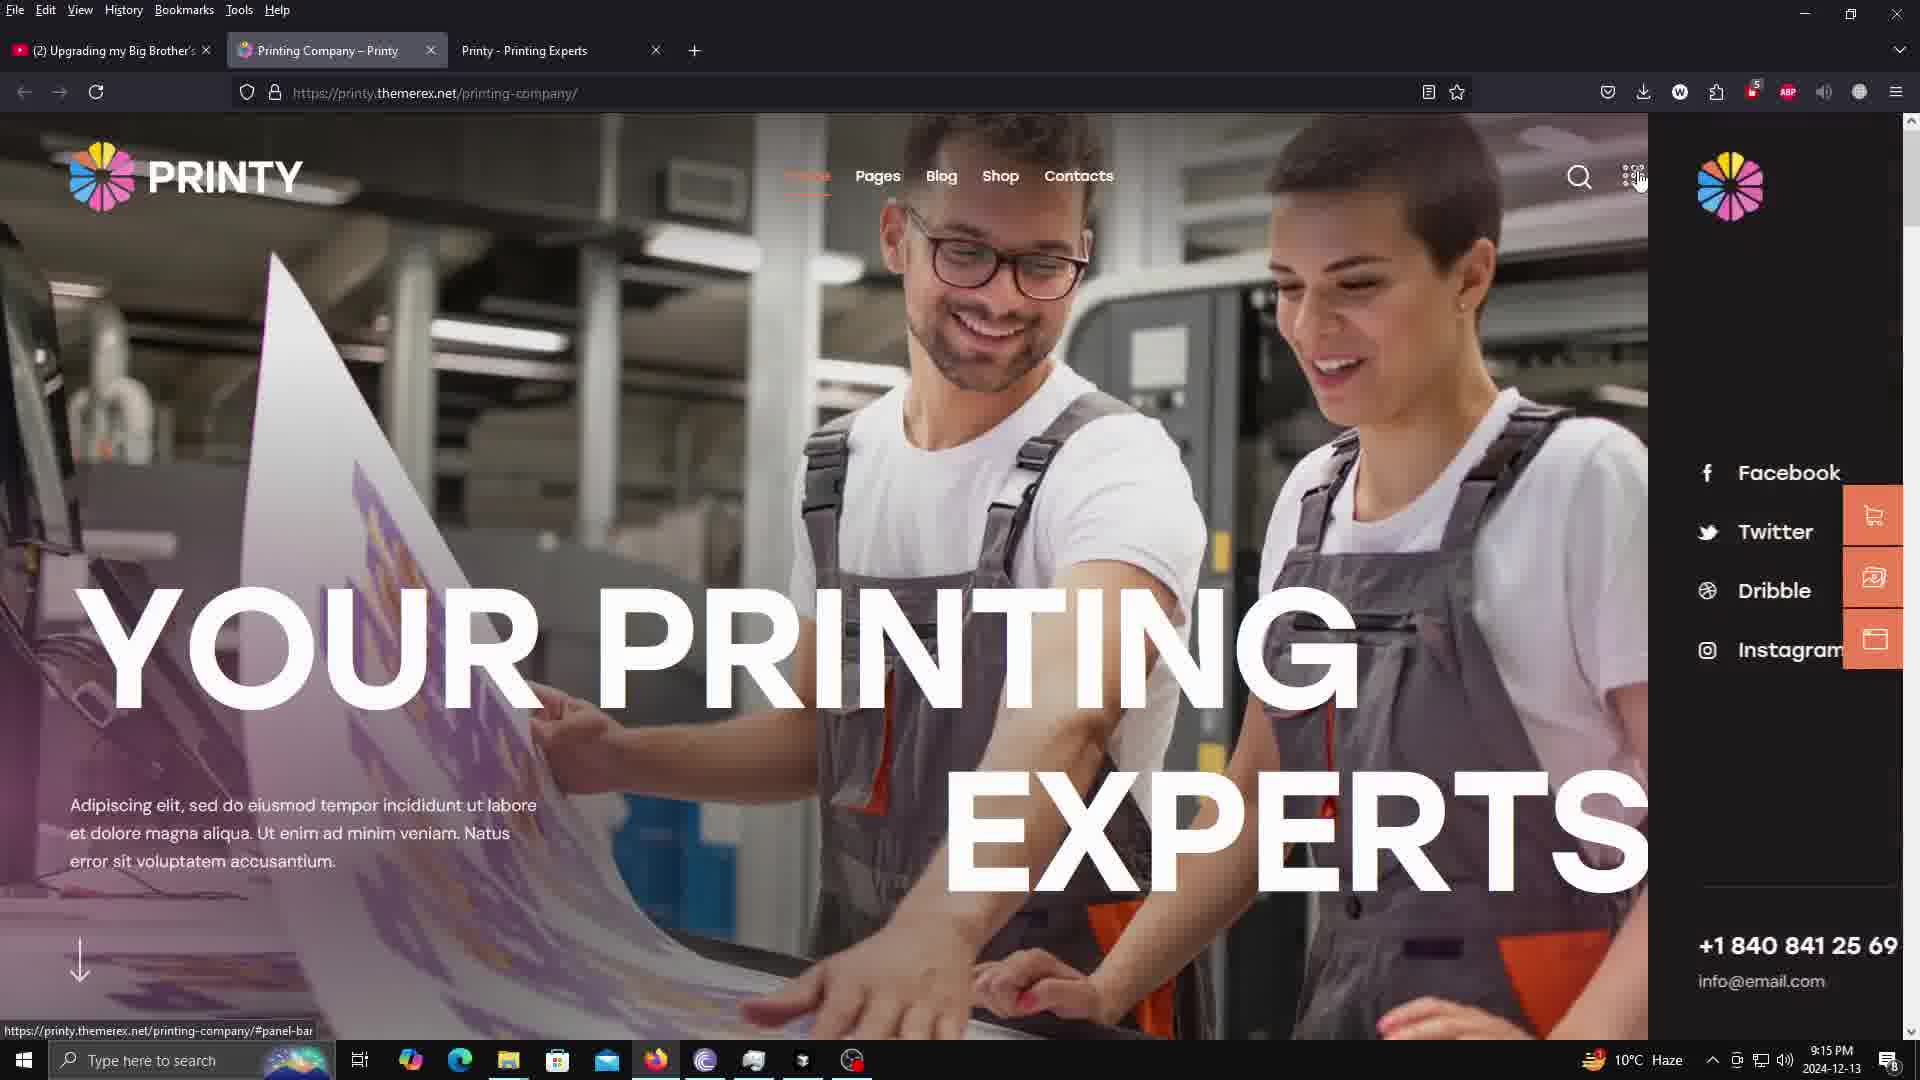 File Edit View History Bookmarks Tools Help
(2) Upgrading my Big Brother's
Printing Company – Printy
Printy - Printing Experts
https://printy.themerex.net/printing-company/
5
W
ABP
PRINTY
Home Pages Blog Shop Contacts
Facebook
Twitter
Dribble
Instagram
YOUR PRINTING
EXPERTS
Adipiscing elit, sed do eiusmod tempor incididunt ut labore
et dolore magna aliqua. Ut enim ad minim veniam. Natus
error sit voluptatem accusantium.
+1 840 841 25 69
info@email.com
https://printy.themerex.net/printing-company/#panel-bar
Type here to search
1
10°C Haze
9:15 PM
2024-12-13
8